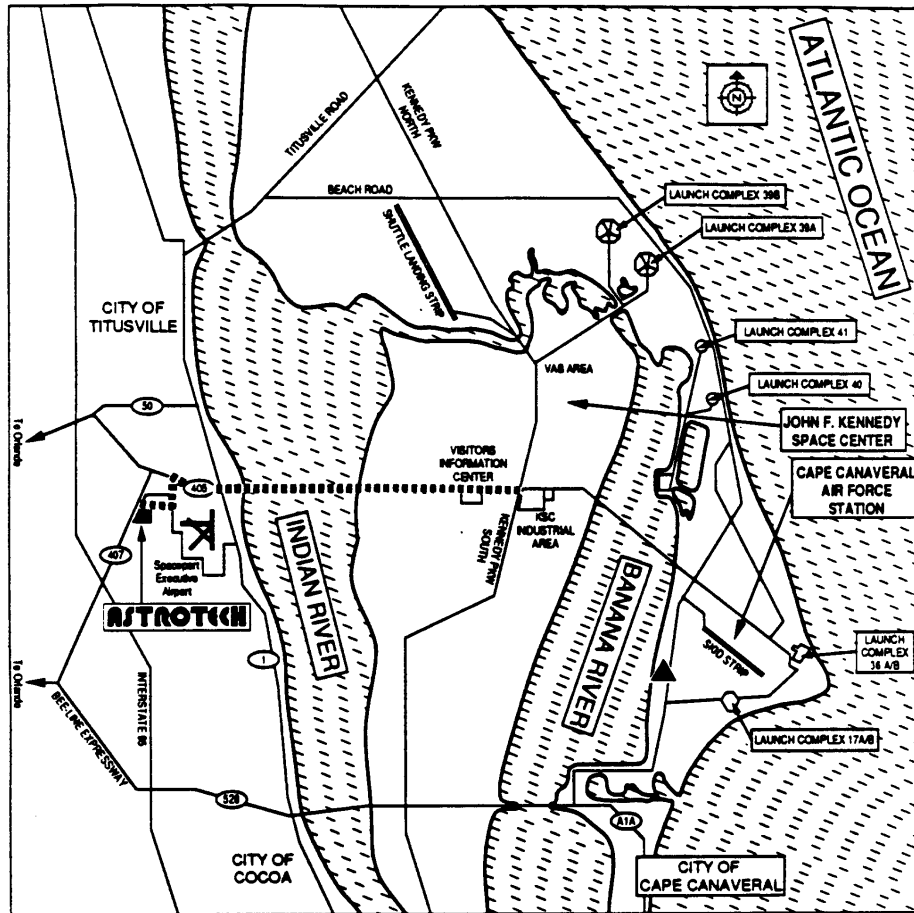 ATLANTIC OCEAN
N
KENNEDY PKW
NORTH
TITUSVILLE ROAD
BEACH ROAD
LAUNCH COMPLEX 39B
LAUNCH COMPLEX 39A
SHUTTLE LANDING STRIP
CITY OF
TITUSVILLE
LAUNCH COMPLEX 41
VAB AREA
LAUNCH COMPLEX 40
To Orlando
50
JOHN F. KENNEDY
SPACE CENTER
VISITORS
INFORMATION
CENTER
CAPE CANAVERAL
AIR FORCE
STATION
405
KSC
INDUSTRIAL
AREA
KENNEDY PKW
SOUTH
INDIAN RIVER
407
Spaceport
Executive
Airport
ASTROTECH
BANANA RIVER
SKID STRIP
LAUNCH
COMPLEX
36 A/B
1
To Orlando
INTERSTATE 95
BEE-LINE EXPRESSWAY
LAUNCH COMPLEX 17A/B
528
A1A
CITY OF
COCOA
CITY OF
CAPE CANAVERAL